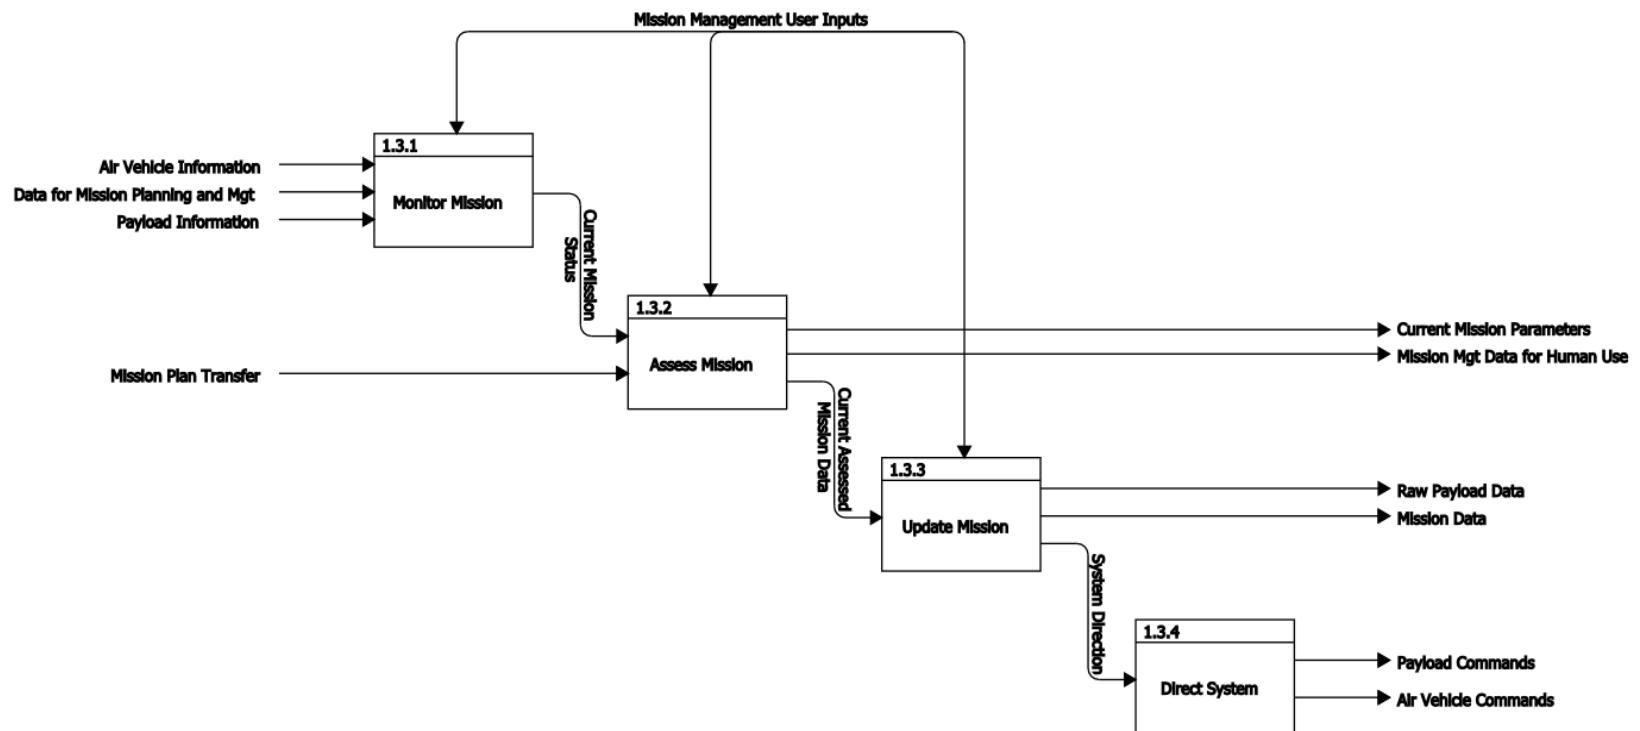 Mission Management User Inputs
1.3.1
Monitor Mission
Air Vehicle Information
Data for Mission Planning and Mgt
Payload Information
Current Mission
Status
1.3.2
Assess Mission
Mission Plan Transfer
Current Mission Parameters
Mission Mgt Data for Human Use
Current Assessed
Mission Data
1.3.3
Update Mission
Raw Payload Data
Mission Data
System Direction
1.3.4
Direct System
Payload Commands
Air Vehicle Commands